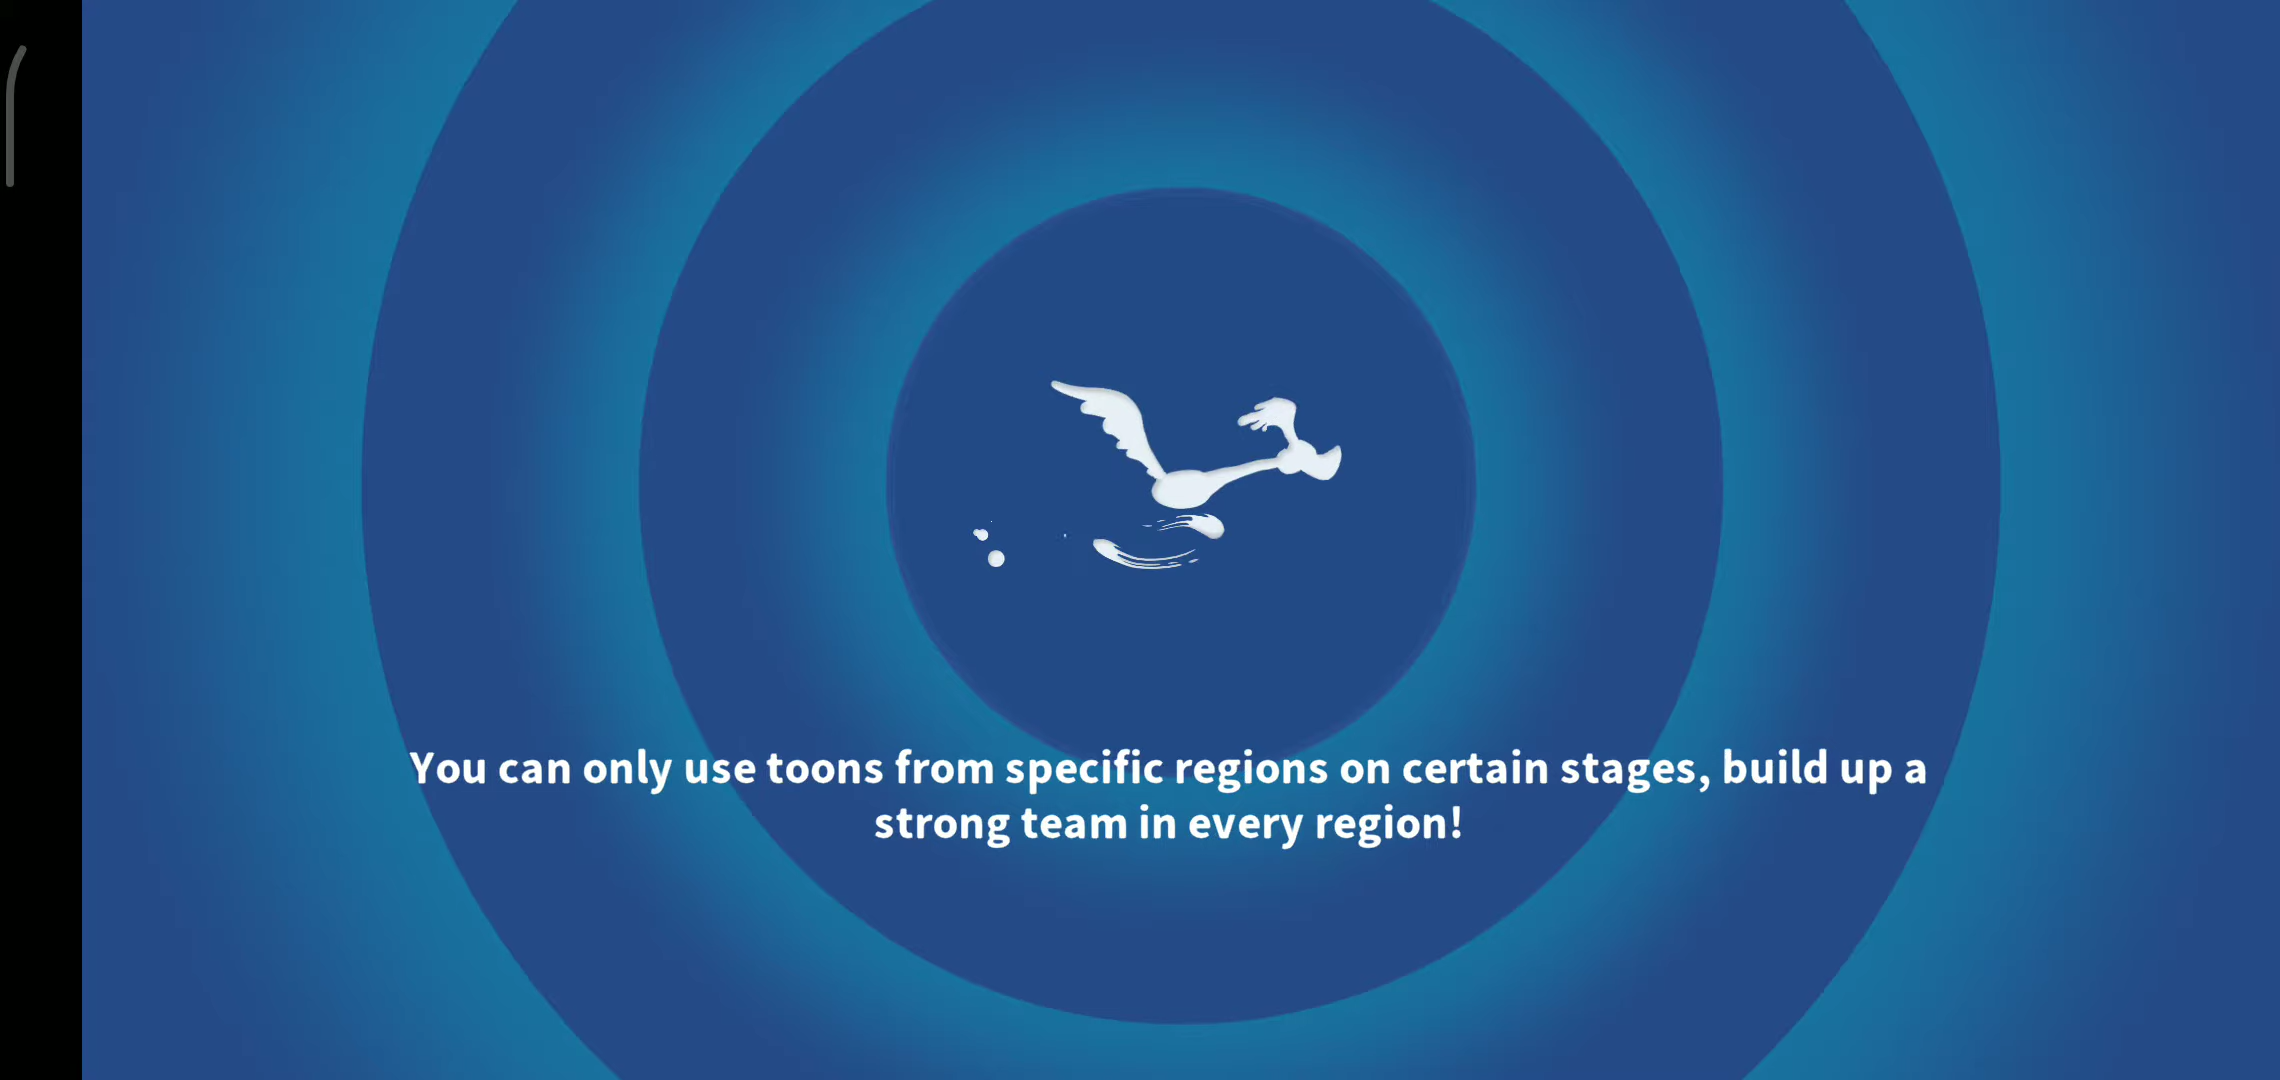 You can only use toons from specific regions on certain stages, build up a
strong team in every region!